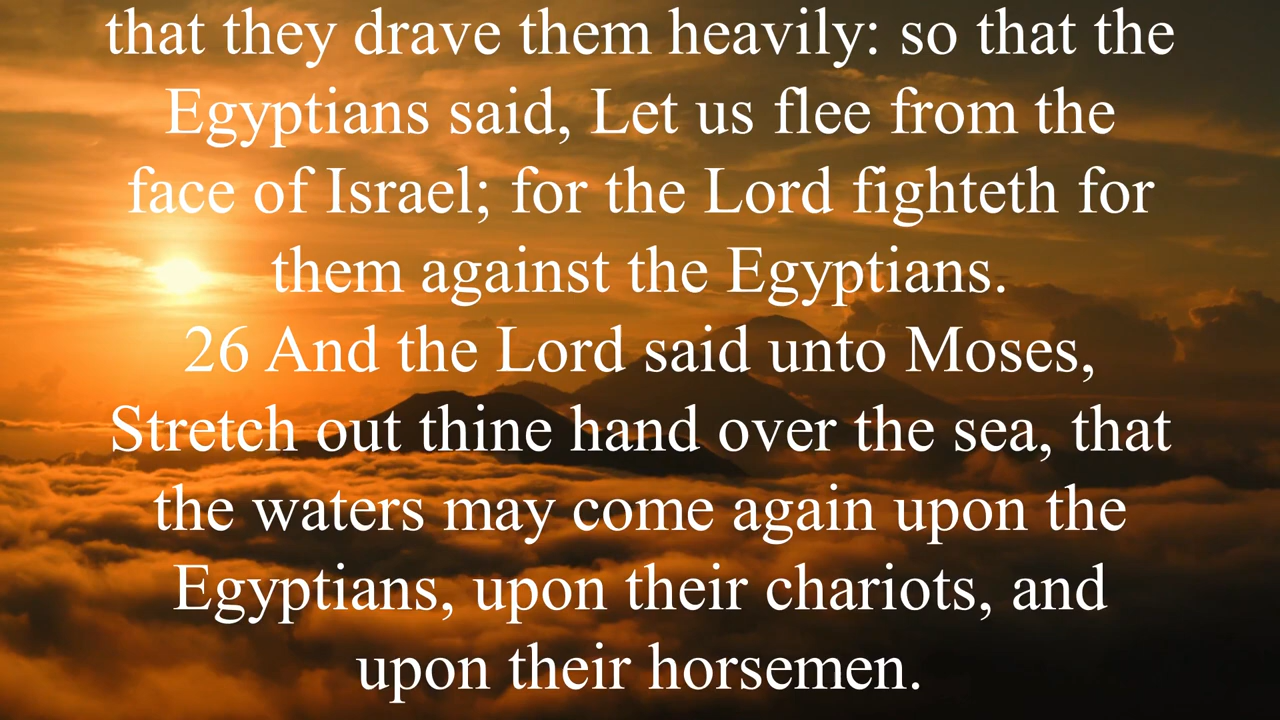 that they drave them heavily: so that the
Egyptians said, Let us flee from the
face of Israel; for the Lord fighteth for
them against the Egyptians.
26 And the Lord said unto Moses,
Stretch out thine hand over the sea, that
the waters may come again upon the
Egyptians, upon their chariots, and
upon their horsemen.